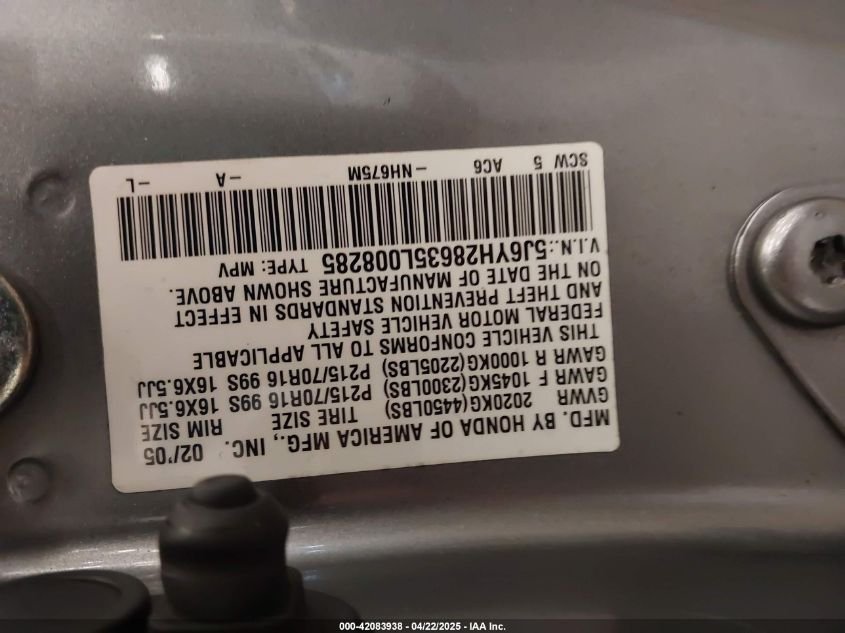 MFD. BY HONDA OF AMERICA MFG., INC. 02/'05
GVWR 2020KG(4450LBS) TIRE SIZE RIM SIZE
GAWR F 1045KG(2300LBS) P215/70R16 99S 16X6.5JJ
GAWR R 1000KG(2205LBS) P215/70R16 99S 16X6.5JJ
THIS VEHICLE CONFORMS TO ALL APPLICABLE
FEDERAL MOTOR VEHICLE SAFETY
AND THEFT PREVENTION STANDARDS IN EFFECT
ON THE DATE OF MANUFACTURE SHOWN ABOVE.
V.I.N.:5J6YH28635L008285 TYPE: MPV
SCW 5 AC6 -NH675M -A -L
000-42083938 - 04/22/2025 - IAA Inc.